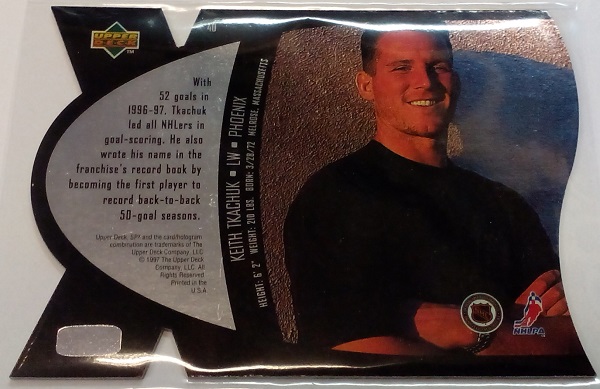 UPPER
DECK
TM
40
With
52 goals in
1996-97, Tkachuk
led all NHLers in
goal-scoring. He also
wrote his name in the
franchise's record book by
becoming the first player to
record back-to-back
50-goal seasons.
Upper Deck, SP® and the card/hologram
combination are trademarks of The
Upper Deck Company, LLC.
© 1997 The Upper Deck
Company, LLC. All
Rights Reserved.
Printed in the
U.S.A
KEITH TKACHUK • LW • PHOENIX
HEIGHT: 6' 2" WEIGHT: 210 LBS. BORN: 3/28/72 MELROSE, MASSACHUSETTS
NHL
NHLPA